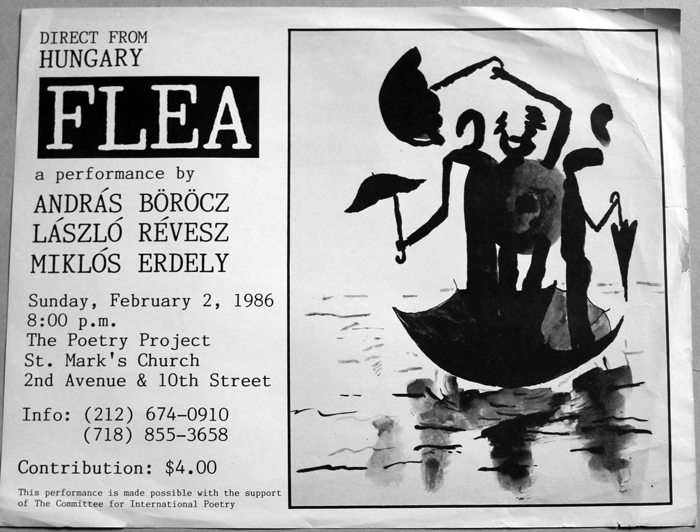 DIRECT FROM
HUNGARY
FLEA
a performance by
ANDRÁS BÖRÖCZ
LÁSZLÓ RÉVESZ
MIKLÓS ERDELY
Sunday, February 2, 1986
8:00 p.m.
The Poetry Project
St. Mark's Church
2nd Avenue & 10th Street
Info: (212) 674-0910
(718) 855-3658
Contribution: $4.00
This performance is made possible with the support
of The Committee for International Poetry